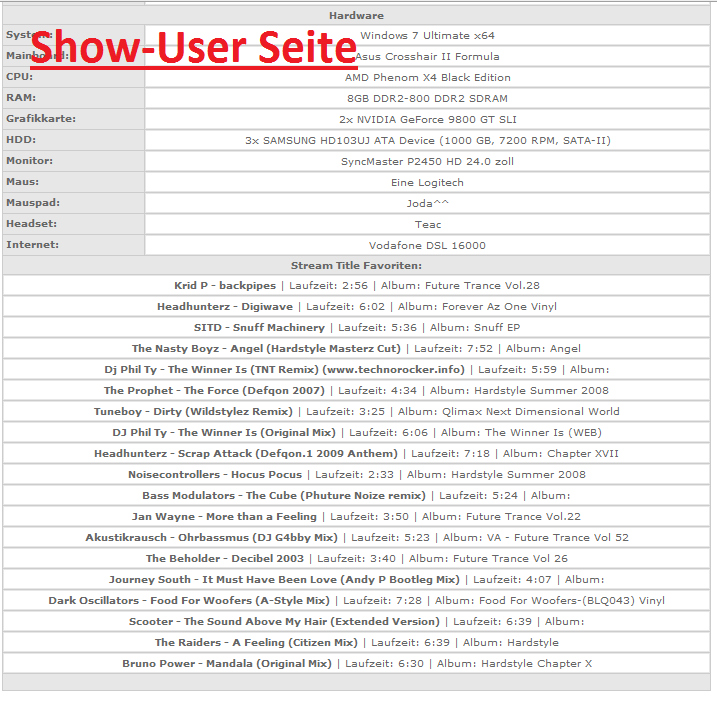 Hardware
System: Windows 7 Ultimate x64
Show-User Seite
Mainboard: Asus Crosshair II Formula
CPU: AMD Phenom X4 Black Edition
RAM: 8GB DDR2-800 DDR2 SDRAM
Grafikkarte: 2x NVIDIA GeForce 9800 GT SLI
HDD: 3x SAMSUNG HD103UJ ATA Device (1000 GB, 7200 RPM, SATA-II)
Monitor: SyncMaster P2450 HD 24.0 zoll
Maus: Eine Logitech
Mauspad: Joda^^
Headset: Teac
Internet: Vodafone DSL 16000
Stream Title Favoriten:
Krid P - backpipes | Laufzeit: 2:56 | Album: Future Trance Vol.28
Headhunterz - Digiwave | Laufzeit: 6:02 | Album: Forever Az One Vinyl
SITD - Snuff Machinery | Laufzeit: 5:36 | Album: Snuff EP
The Nasty Boyz - Angel (Hardstyle Masterz Cut) | Laufzeit: 7:52 | Album: Angel
Dj Phil Ty - The Winner Is (TNT Remix) (www.technorocker.info) | Laufzeit: 5:59 | Album:
The Prophet - The Force (Defqon 2007) | Laufzeit: 4:34 | Album: Hardstyle Summer 2008
Tuneboy - Dirty (Wildstylez Remix) | Laufzeit: 3:25 | Album: Qlimax Next Dimensional World
DJ Phil Ty - The Winner Is (Original Mix) | Laufzeit: 6:06 | Album: The Winner Is (WEB)
Headhunterz - Scrap Attack (Defqon.1 2009 Anthem) | Laufzeit: 7:18 | Album: Chapter XVII
Noisecontrollers - Hocus Pocus | Laufzeit: 2:33 | Album: Hardstyle Summer 2008
Bass Modulators - The Cube (Phuture Noize remix) | Laufzeit: 5:24 | Album:
Jan Wayne - More than a Feeling | Laufzeit: 3:50 | Album: Future Trance Vol.22
Akustikrausch - Ohrbassmus (DJ G4bby Mix) | Laufzeit: 5:23 | Album: VA - Future Trance Vol 52
The Beholder - Decibel 2003 | Laufzeit: 3:40 | Album: Future Trance Vol 26
Journey South - It Must Have Been Love (Andy P Bootleg Mix) | Laufzeit: 4:07 | Album:
Dark Oscillators - Food For Woofers (A-Style Mix) | Laufzeit: 7:28 | Album: Food For Woofers-(BLQ043) Vinyl
Scooter - The Sound Above My Hair (Extended Version) | Laufzeit: 6:39 | Album:
The Raiders - A Feeling (Citizen Mix) | Laufzeit: 6:39 | Album: Hardstyle
Bruno Power - Mandala (Original Mix) | Laufzeit: 6:30 | Album: Hardstyle Chapter X